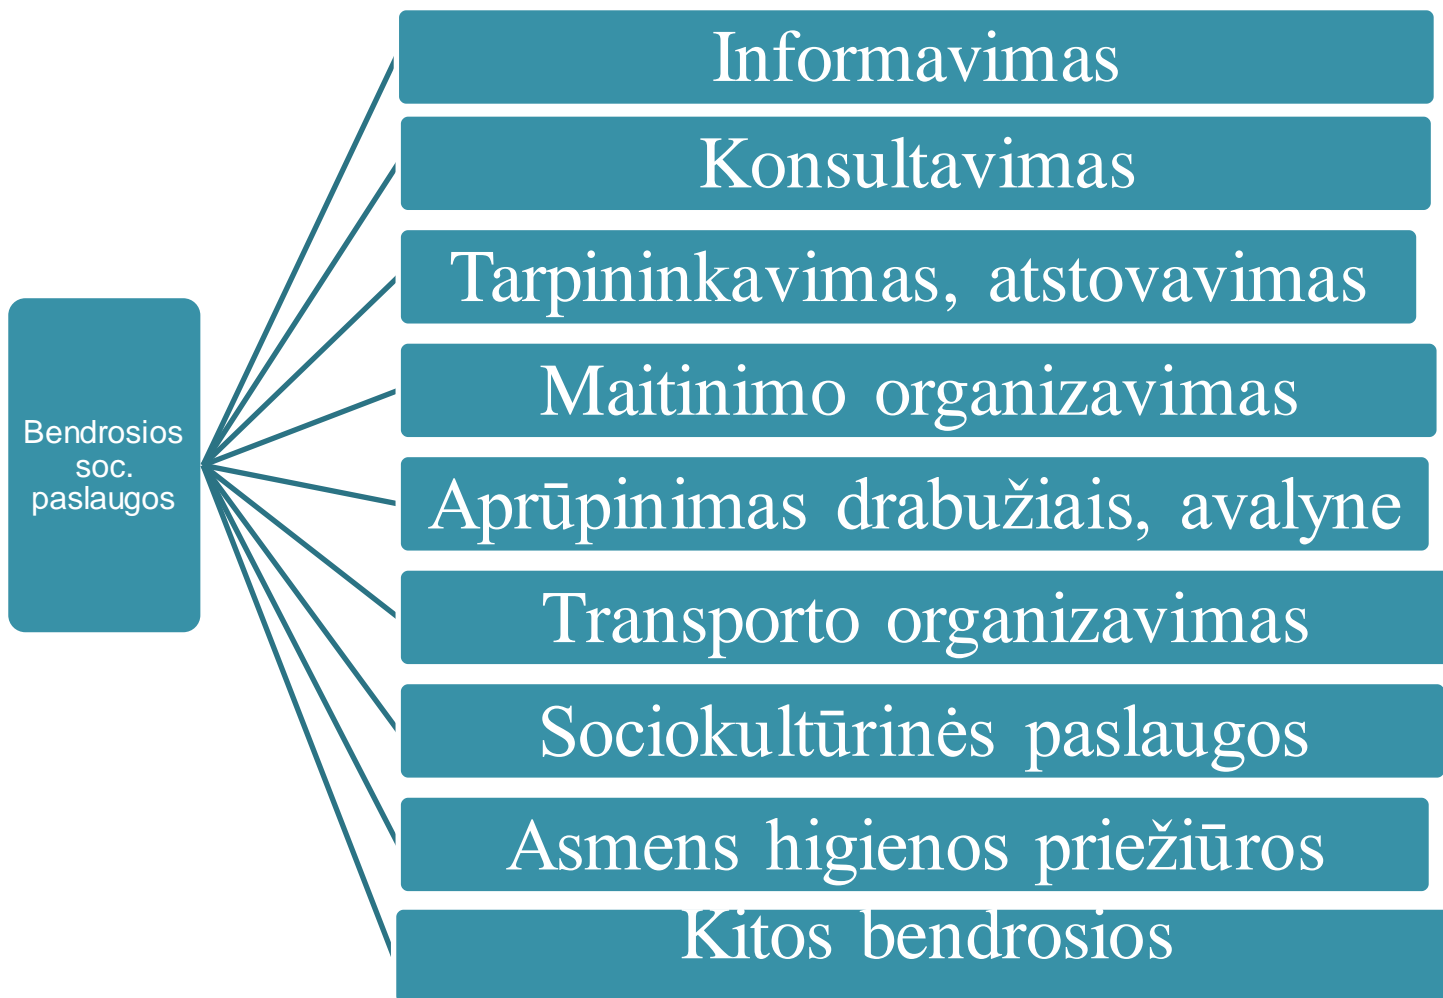 Bendrosios
soc.
paslaugos
Informavimas
Konsultavimas
Tarpininkavimas, atstovavimas
Maitinimo organizavimas
Aprūpinimas drabužiais, avalyne
Transporto organizavimas
Sociokultūrinės paslaugos
Asmens higienos priežiūros
Kitos bendrosios